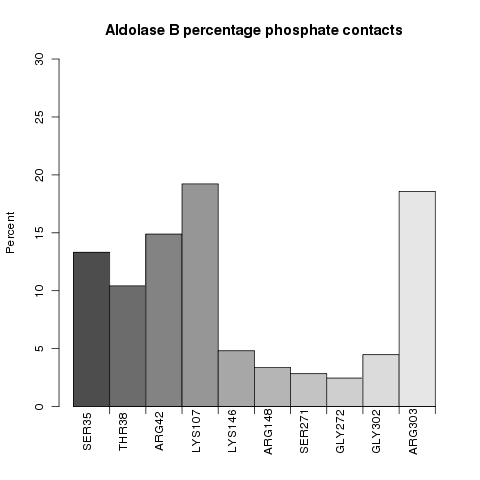 Aldolase B percentage phosphate contacts
30
25
20
15
10
5
0
Percent
SER35
THR38
ARG42
LYS107
LYS146
ARG148
SER271
GLY272
GLY302
ARG303